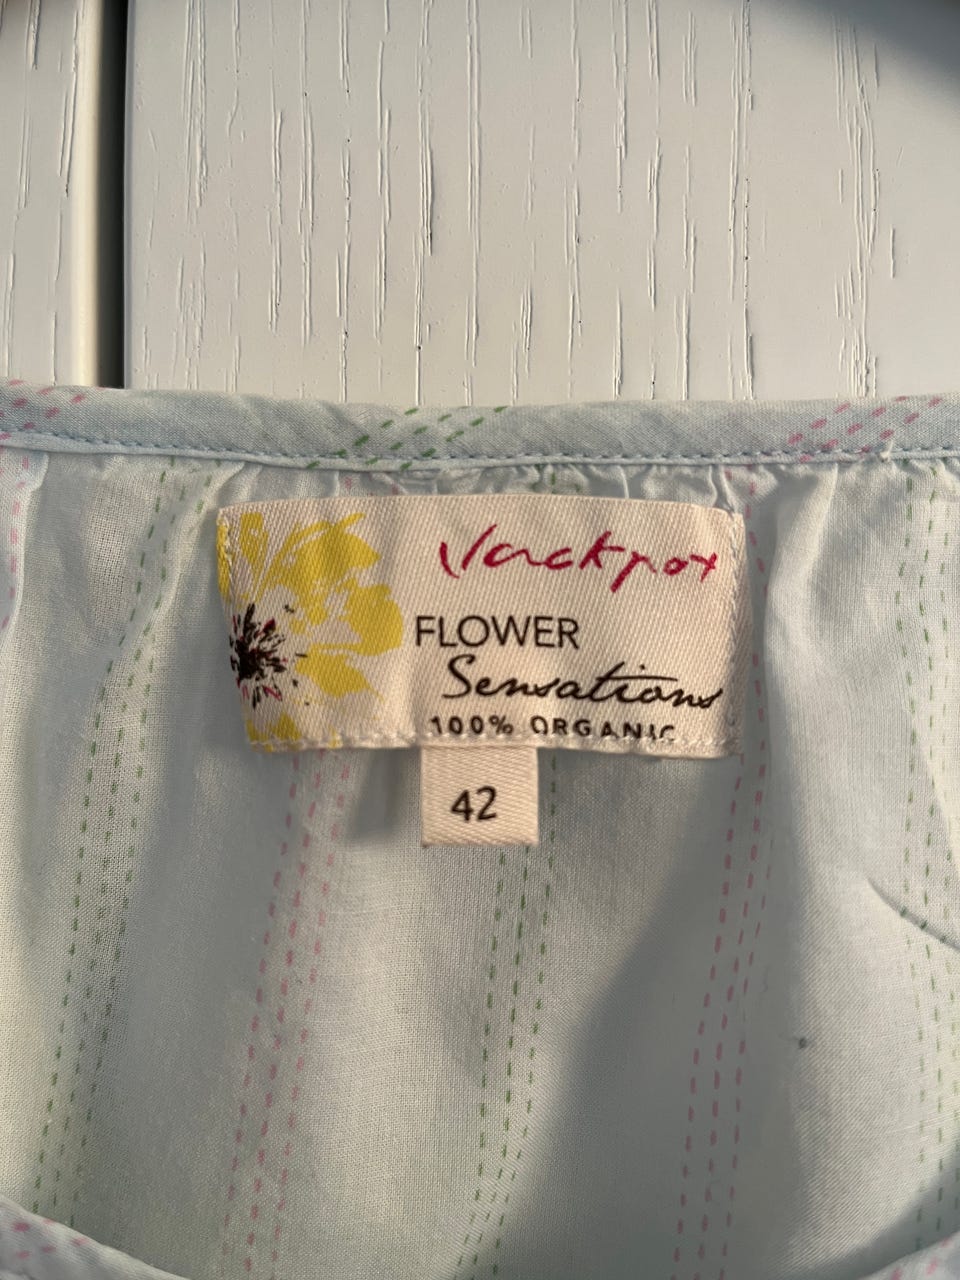 Jackpot
FLOWER
Sensations
100% ORGANIC
42